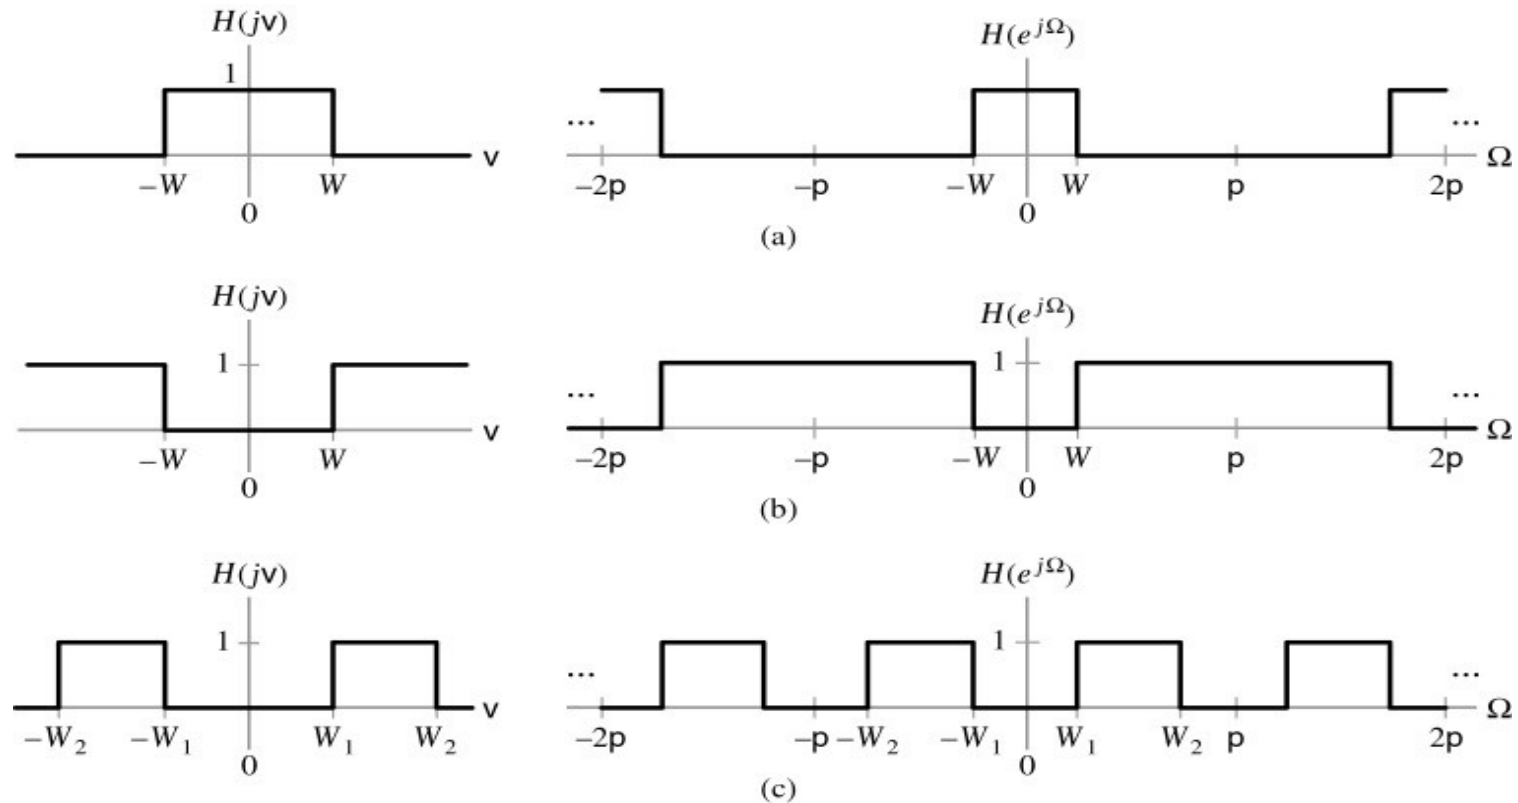 H(jv)
1
v
−W
W
0
H(e^{jΩ})
...
...
Ω
−2p
−p
−W
W
p
2p
0
(a)
H(jv)
1
v
−W
W
0
H(e^{jΩ})
1
...
...
Ω
−2p
−p
−W
W
p
2p
0
(b)
H(jv)
1
v
−W₂
−W₁
W₁
W₂
0
H(e^{jΩ})
1
...
...
Ω
−2p
−p
−W₂
−W₁
W₁
W₂
p
2p
0
(c)